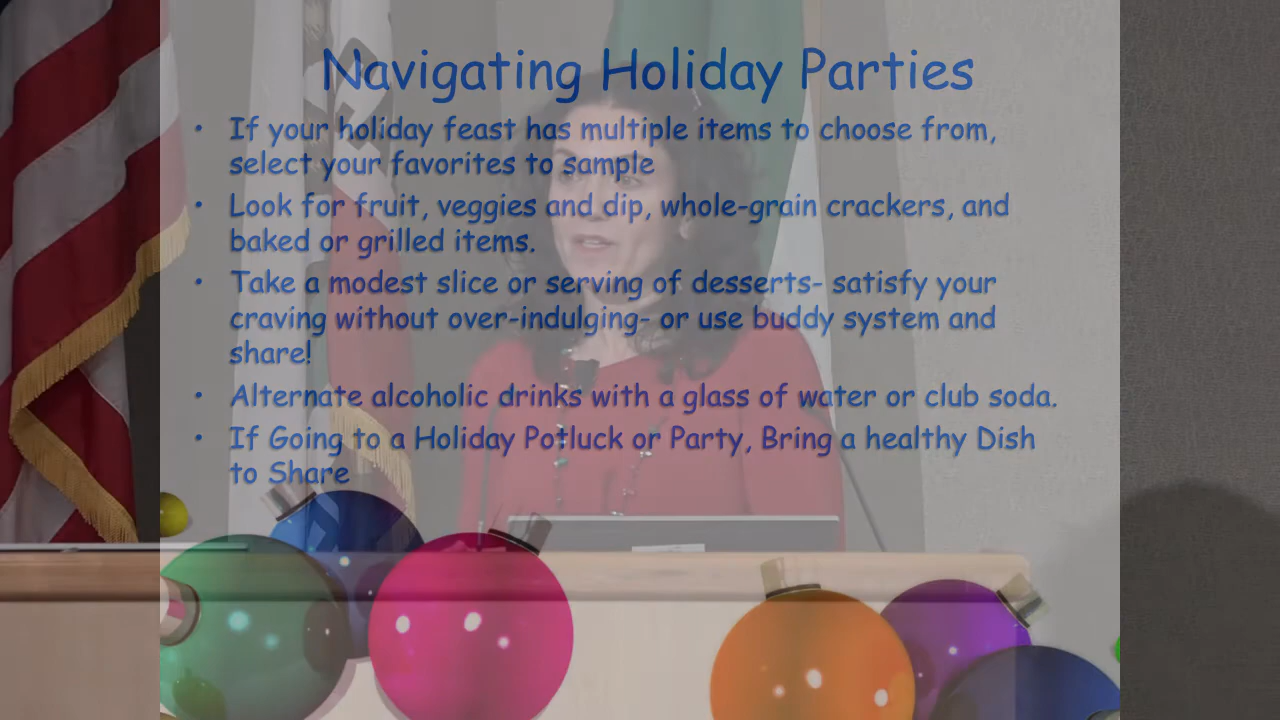 Navigating Holiday Parties
• If your holiday feast has multiple items to choose from,
select your favorites to sample
• Look for fruit, veggies and dip, whole-grain crackers, and
baked or grilled items.
• Take a modest slice or serving of desserts- satisfy your
craving without over-indulging- or use buddy system and
share!
• Alternate alcoholic drinks with a glass of water or club soda.
• If Going to a Holiday Potluck or Party, Bring a healthy Dish
to Share